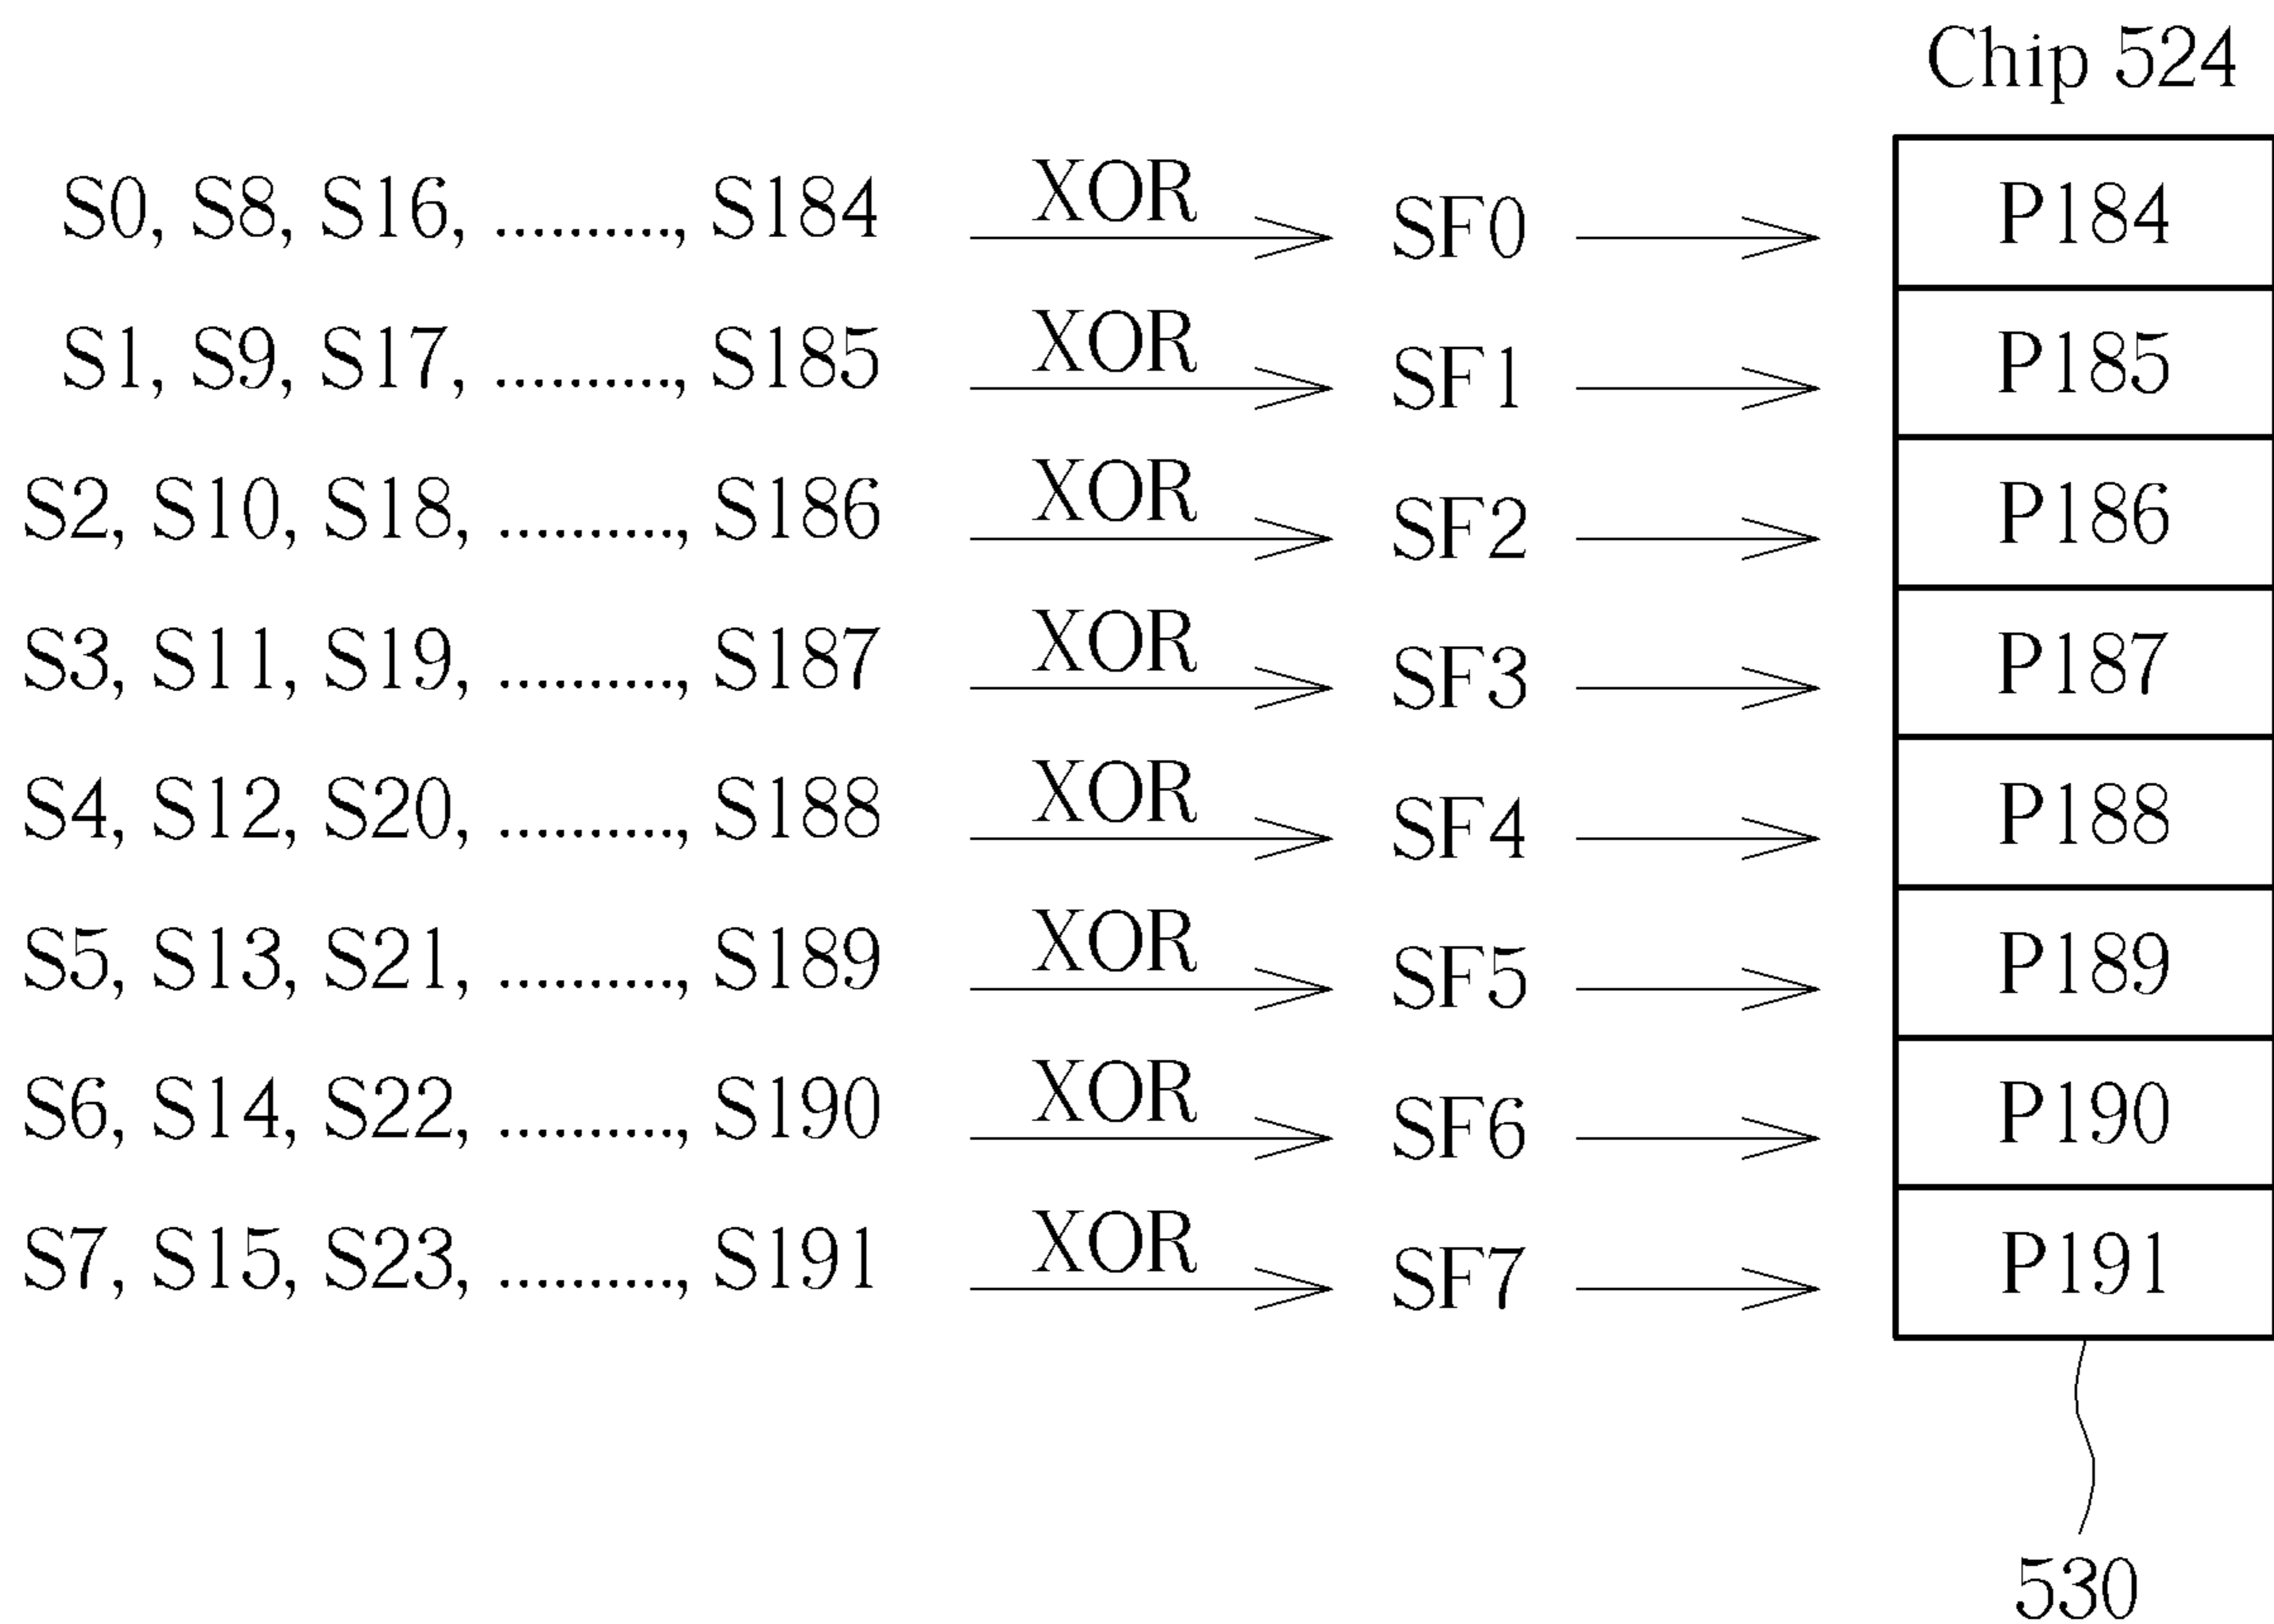 Chip 524
S0, S8, S16, .........., S184 XOR SF0 P184
S1, S9, S17, .........., S185 XOR SF1 P185
S2, S10, S18, .........., S186 XOR SF2 P186
S3, S11, S19, .........., S187 XOR SF3 P187
S4, S12, S20, .........., S188 XOR SF4 P188
S5, S13, S21, .........., S189 XOR SF5 P189
S6, S14, S22, .........., S190 XOR SF6 P190
S7, S15, S23, .........., S191 XOR SF7 P191
530